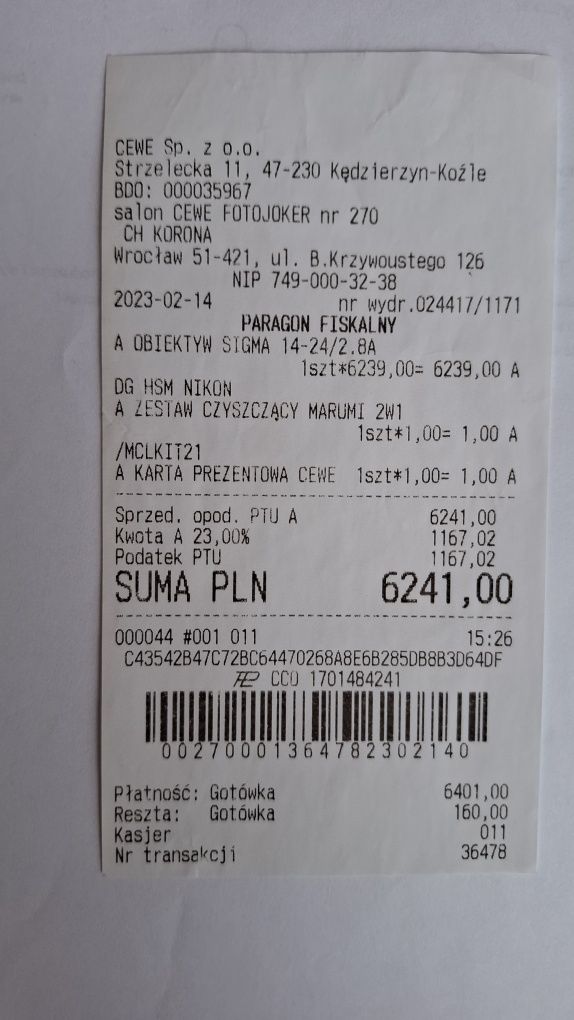 CEWE Sp. z o.o.
Strzelecka 11, 47-230 Kędzierzyn-Koźle
BDO: 000035967
salon CEWE FOTOJOKER nr 270
CH KORONA
Wrocław 51-421, ul. B.Krzywoustego 126
NIP 749-000-32-38
2023-02-14 nr wydr.024417/1171
PARAGON FISKALNY
A OBIEKTYW SIGMA 14-24/2.8A
1szt*6239,00= 6239,00 A
DG HSM NIKON
A ZESTAW CZYSZCZĄCY MARUMI 2W1
1szt*1,00= 1,00 A
/MCLKIT21
A KARTA PREZENTOWA CEWE 1szt*1,00= 1,00 A
Sprzed. opod. PTU A 6241,00
Kwota A 23,00% 1167,02
Podatek PTU 1167,02
SUMA PLN 6241,00
000044 #001 011 15:26
C43542B47C72BC64470268A8E6B285DB8B3D64DF
CCO 1701484241
00270001364782302140
Płatność: Gotówka 6401,00
Reszta: Gotówka 160,00
Kasjer 011
Nr transakcji 36478